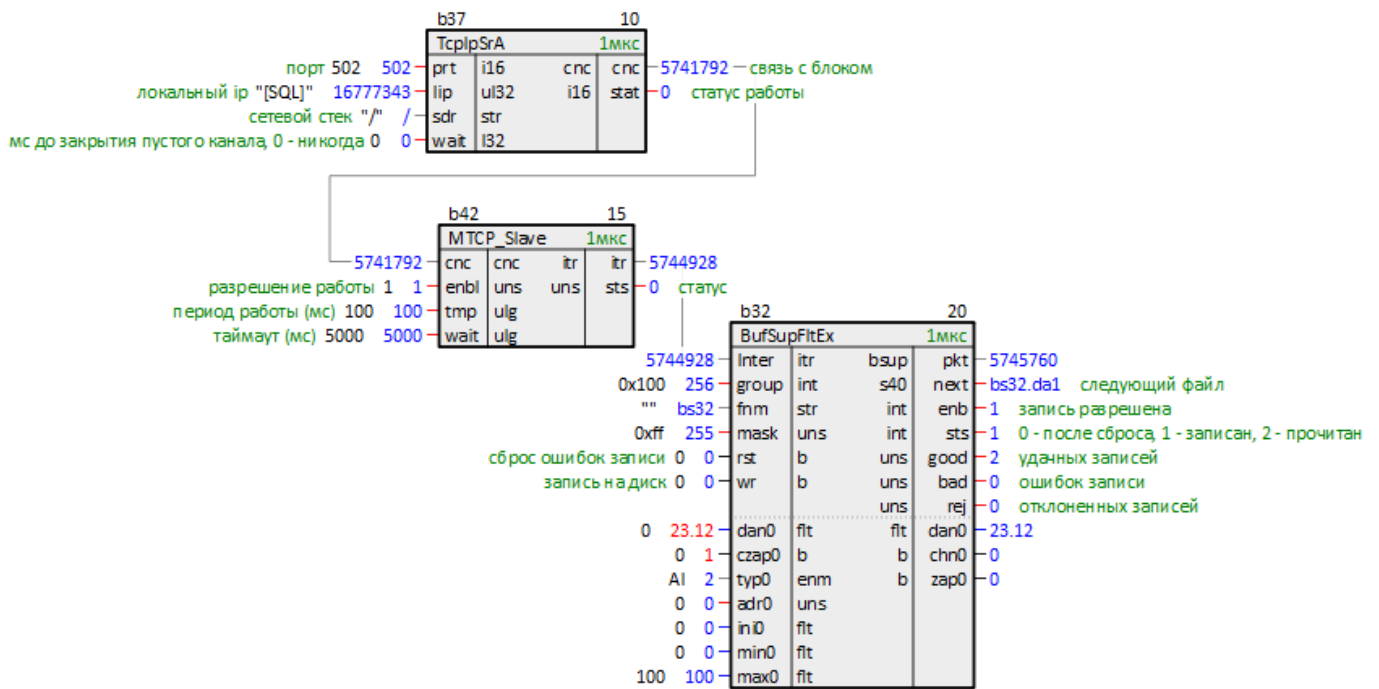 b37 10
TcpIpSrA 1мкс
порт 502 502 prt i16 cnc cnc 5741792 связь с блоком
локальный ip "[SQL]" 16777343 lip ul32 i16 stat 0 статус работы
сетевой стек "/" / sdr str
мс до закрытия пустого канала, 0 - никогда 0 0 wait l32
b42 15
MTCP_Slave 1мкс
5741792 cnc cnc itr itr 5744928
разрешение работы 1 1 enbl uns uns sts 0 статус
период работы (мс) 100 100 tmp ulg
таймаут (мс) 5000 5000 wait ulg
b32 20
BufSupFltEx 1мкс
5744928 Inter itr bsup pkt 5745760
0x100 256 group int s40 next bs32.da1 следующий файл
"" bs32 fnm str int enb 1 запись разрешена
0xff 255 mask uns int sts 1 0 - после сброса, 1 - записан, 2 - прочитан
сброс ошибок записи 0 0 rst b uns good 2 удачных записей
запись на диск 0 0 wr b uns bad 0 ошибок записи
uns rej 0 отклоненных записей
0 23.12 dan0 flt flt dan0 23.12
0 1 czap0 b b chn0 0
AI 2 typ0 enm b zap0 0
0 0 adr0 uns
0 0 ini0 flt
0 0 min0 flt
100 100 max0 flt